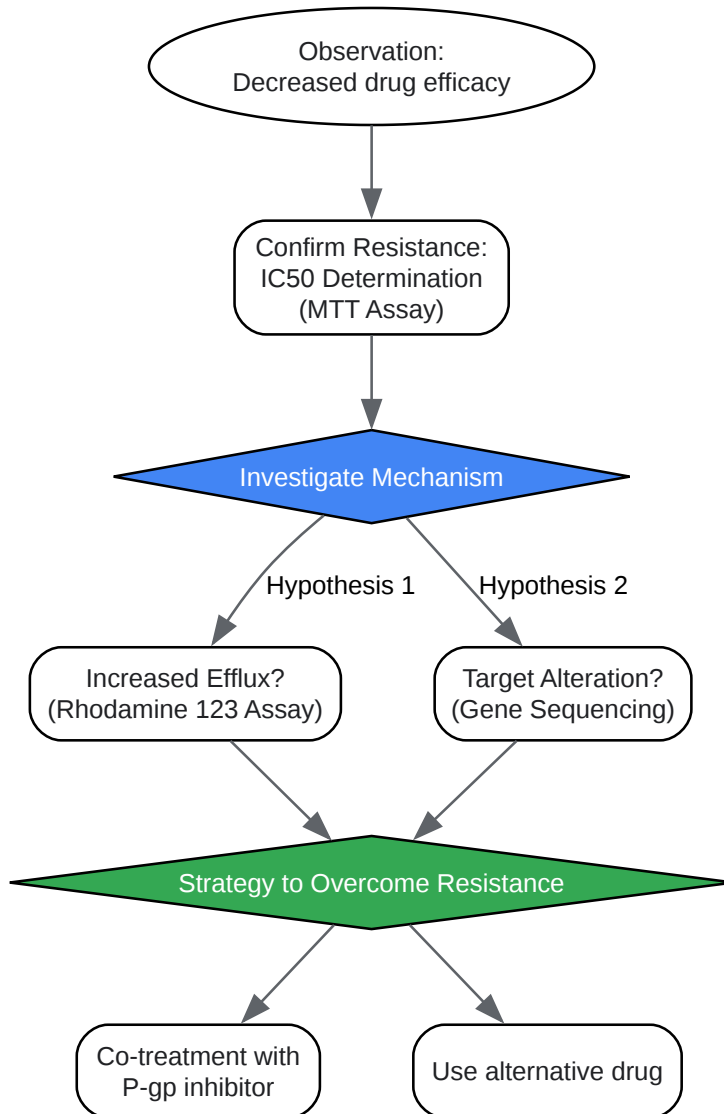 Observation:
Decreased drug efficacy
Confirm Resistance:
IC50 Determination
(MTT Assay)
Investigate Mechanism
Hypothesis 1
Hypothesis 2
Increased Efflux?
(Rhodamine 123 Assay)
Target Alteration?
(Gene Sequencing)
Strategy to Overcome Resistance
Co-treatment with
P-gp inhibitor
Use alternative drug